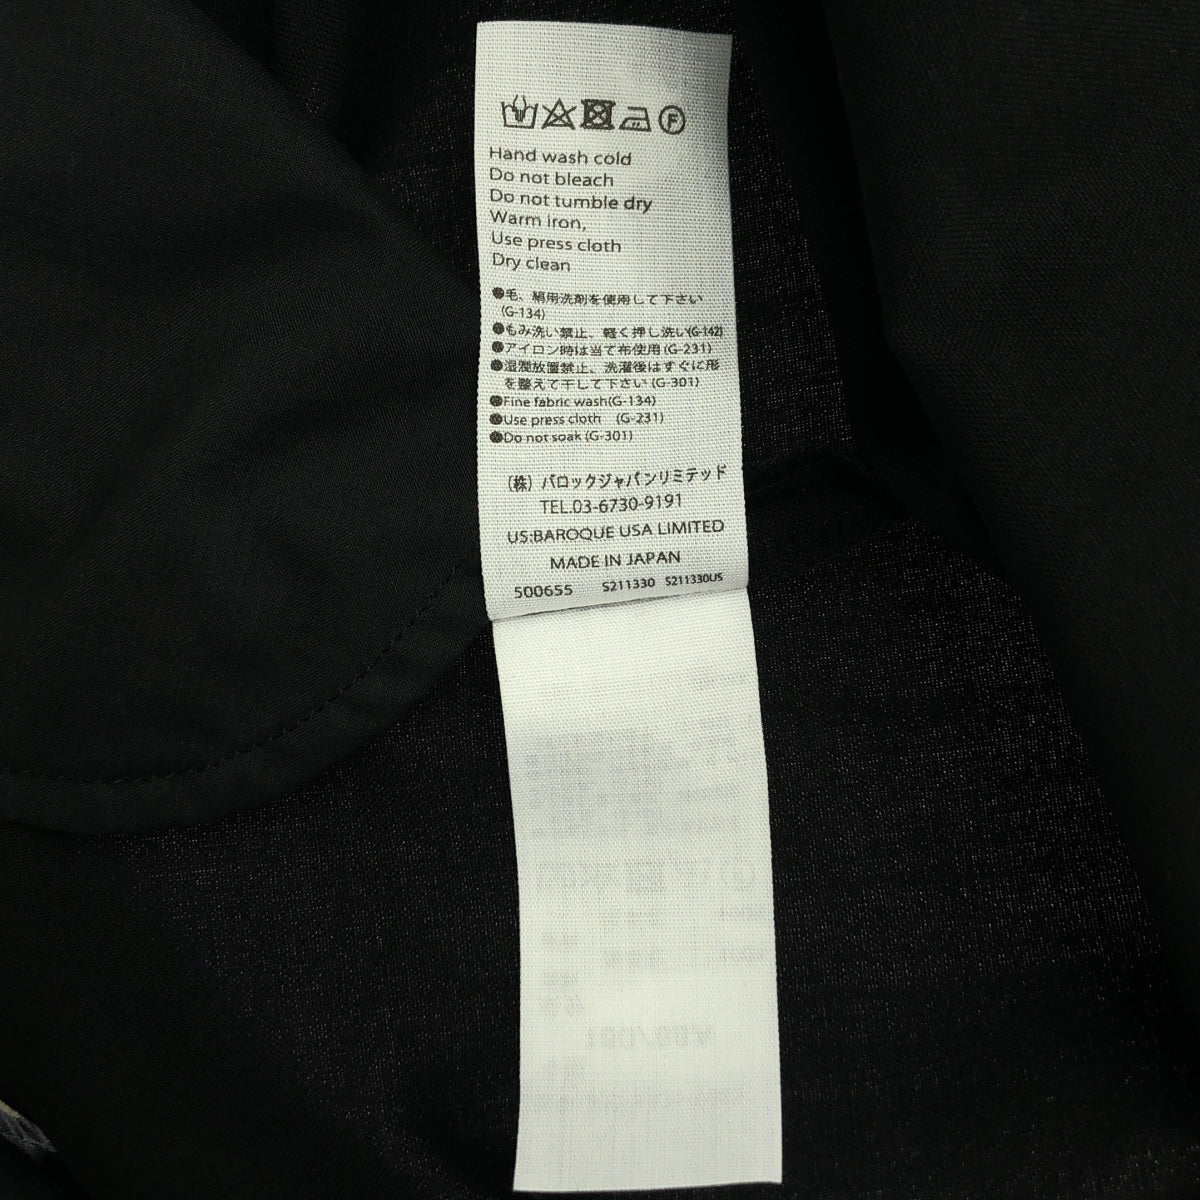 F
Hand wash cold
Do not bleach
Do not tumble dry
Warm iron,
Use press cloth
Dry clean
●毛、絹用洗剤を使用して下さい
(G-134)
●もみ洗い禁止、軽く押し洗い(G-142)
●アイロン時は当て布使用(G-231)
●湿潤放置禁止、洗濯後はすぐに形
を整えて干して下さい(G-301)
●Fine fabric wash(G-134)
●Use press cloth (G-231)
●Do not soak (G-301)
(株) バロックジャパンリミテッド
TEL.03-6730-9191
US:BAROQUE USA LIMITED
MADE IN JAPAN
500655 S211330 S211330US